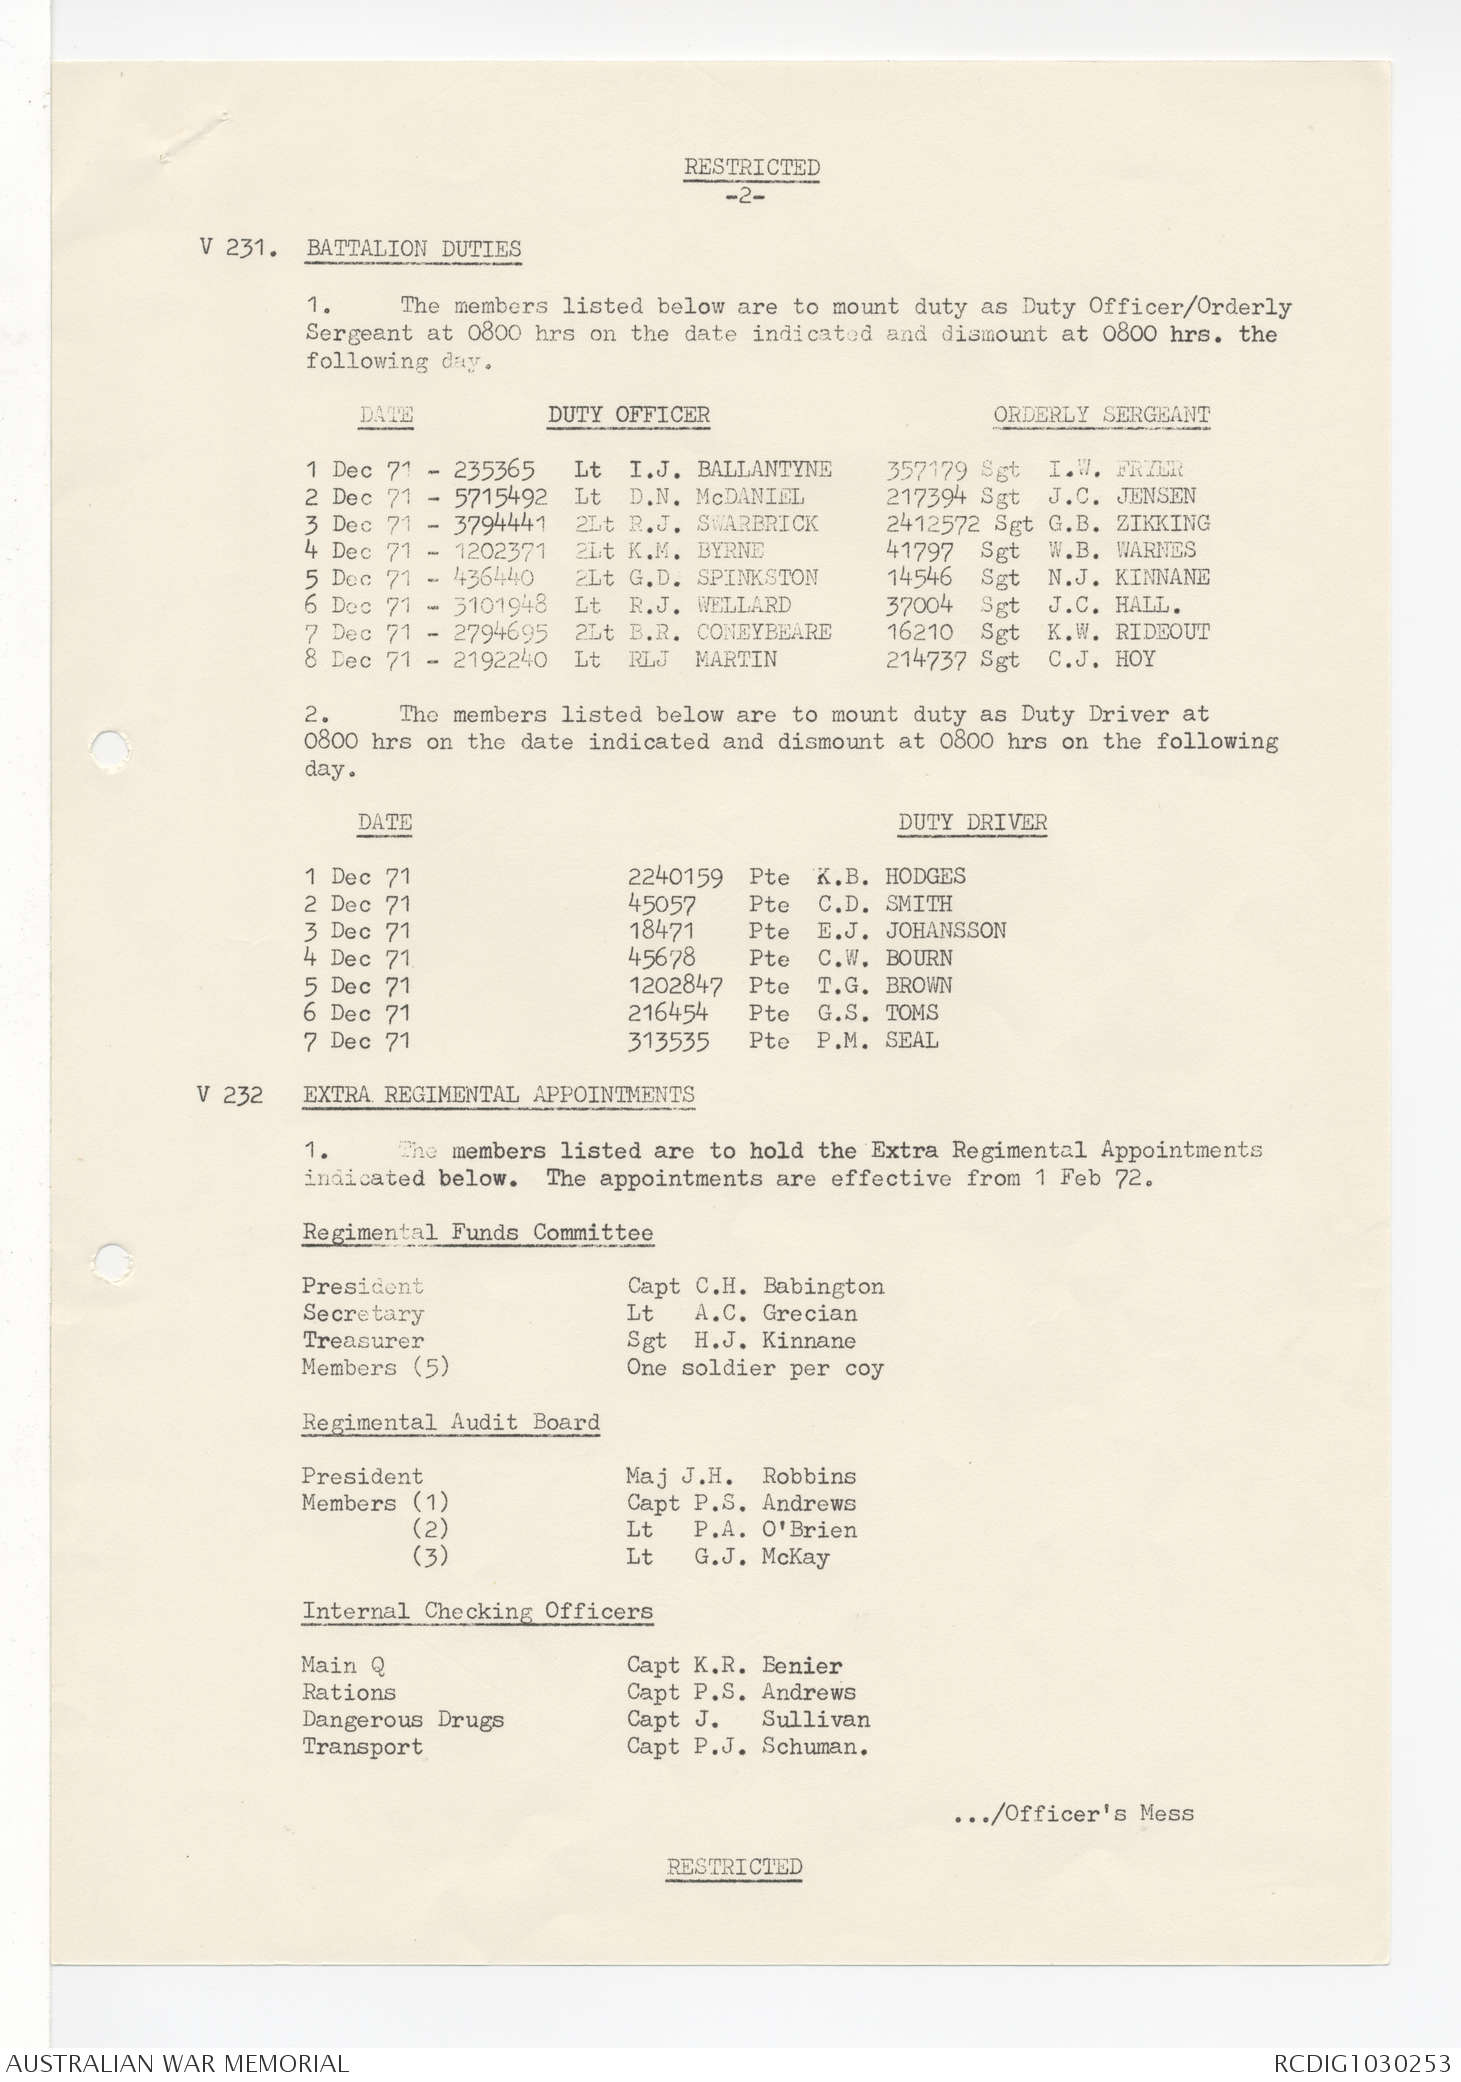 RESTRICTED
-2-
V 231. BATTALION DUTIES
1. The members listed below are to mount duty as Duty Officer/Orderly
Sergeant at 0800 hrs on the date indicated and dismount at 0800 hrs. the
following day.
DATE DUTY OFFICER ORDERLY SERGEANT
1 Dec 71 - 235365 Lt I.J. BALLANTYNE 357179 Sgt I.W. FRYER
2 Dec 71 - 5715492 Lt D.N. McDANIEL 217394 Sgt J.C. JENSEN
3 Dec 71 - 3794441 2Lt R.J. SWARBRICK 2412572 Sgt G.B. ZIKKING
4 Dec 71 - 1202371 2Lt K.M. BYRNE 41797 Sgt W.B. WARNES
5 Dec 71 - 436440 2Lt G.D. SPINKSTON 14546 Sgt N.J. KINNANE
6 Dec 71 - 3101948 Lt R.J. WELLARD 37004 Sgt J.C. HALL.
7 Dec 71 - 2794695 2Lt B.R. CONEYBEARE 16210 Sgt K.W. RIDEOUT
8 Dec 71 - 2192240 Lt RLJ MARTIN 214737 Sgt C.J. HOY
2. The members listed below are to mount duty as Duty Driver at
0800 hrs on the date indicated and dismount at 0800 hrs on the following
day.
DATE DUTY DRIVER
1 Dec 71 2240159 Pte K.B. HODGES
2 Dec 71 45057 Pte C.D. SMITH
3 Dec 71 18471 Pte E.J. JOHANSSON
4 Dec 71 45678 Pte C.W. BOURN
5 Dec 71 1202847 Pte T.G. BROWN
6 Dec 71 216454 Pte G.S. TOMS
7 Dec 71 313535 Pte P.M. SEAL
V 232 EXTRA REGIMENTAL APPOINTMENTS
1. The members listed are to hold the Extra Regimental Appointments
indicated below. The appointments are effective from 1 Feb 72.
Regimental Funds Committee
President Capt C.H. Babington
Secretary Lt A.C. Grecian
Treasurer Sgt H.J. Kinnane
Members (5) One soldier per coy
Regimental Audit Board
President Maj J.H. Robbins
Members (1) Capt P.S. Andrews
(2) Lt P.A. O'Brien
(3) Lt G.J. McKay
Internal Checking Officers
Main Q Capt K.R. Benier
Rations Capt P.S. Andrews
Dangerous Drugs Capt J. Sullivan
Transport Capt P.J. Schuman.
.../Officer's Mess
RESTRICTED
AUSTRALIAN WAR MEMORIAL RCDIG1030253